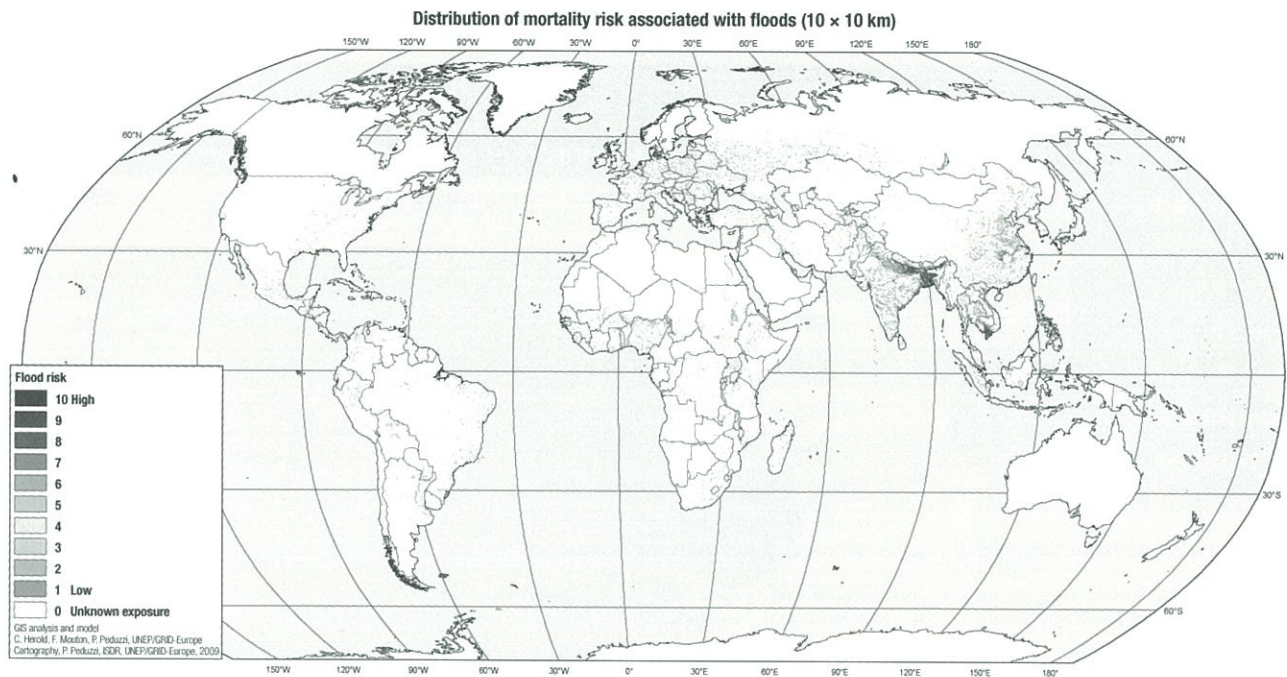 Distribution of mortality risk associated with floods (10 × 10 km)
150°W 120°W 90°W 60°W 30°W 0° 30°E 60°E 90°E 120°E 150°E 180°
60°N 60°N
30°N 30°N
30°S
60°S
Flood risk
10 High
9
8
7
6
5
4
3
2
1 Low
0 Unknown exposure
GIS analysis and model
C. Herold, F. Mouton, P. Peduzzi, UNEP/GRID-Europe
Cartography, P. Peduzzi, ISDR, UNEP/GRID-Europe, 2009
150°W 120°W 90°W 60°W 30°W 0° 30°E 60°E 90°E 120°E 150°E 180°